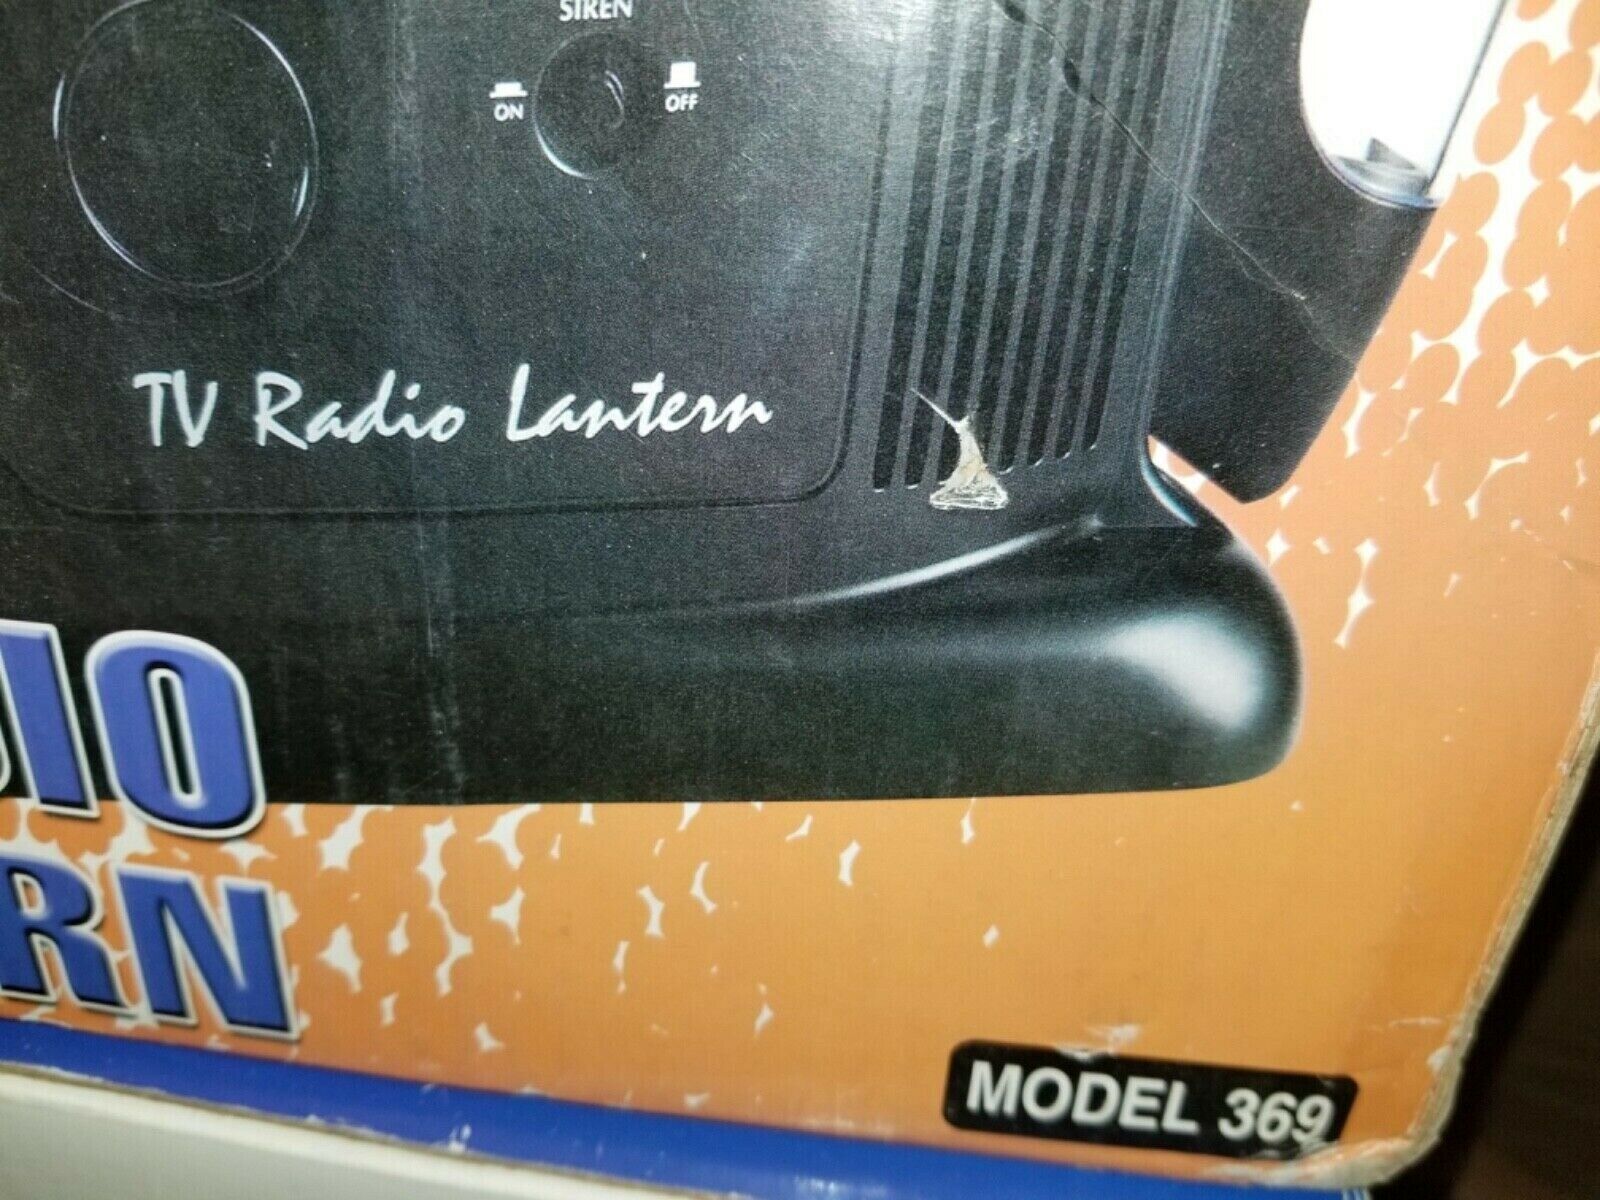 SIREN
ON
OFF
TV Radio Lantern
MODEL 369